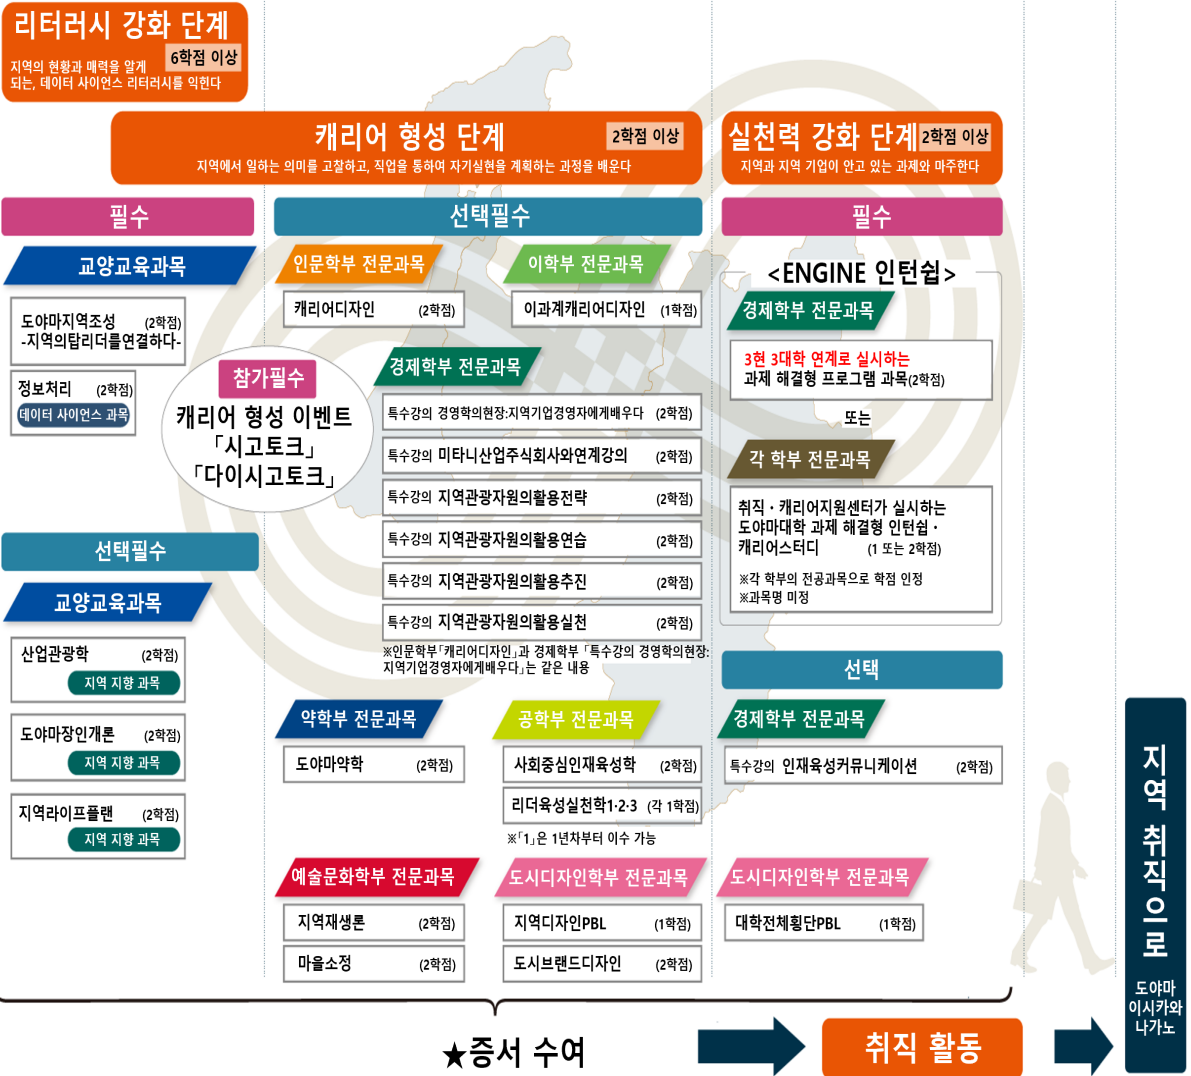 리터러시 강화 단계
6학점 이상
지역의 현황과 매력을 알게
되는, 데이터 사이언스 리터러시를 익힌다
캐리어 형성 단계
2학점 이상
지역에서 일하는 의미를 고찰하고, 직업을 통하여 자기실현을 계획하는 과정을 배운다
실천력 강화 단계
2학점 이상
지역과 지역 기업이 안고 있는 과제와 마주한다
필수
교양교육과목
도야마지역조성 (2학점)
-지역의탑리더를연결하다-
정보처리 (2학점)
데이터 사이언스 과목
참가필수
캐리어 형성 이벤트
「시고토크」
「다이시고토크」
선택필수
교양교육과목
산업관광학 (2학점)
지역 지향 과목
도야마장인개론 (2학점)
지역 지향 과목
지역라이프플랜 (2학점)
지역 지향 과목
선택필수
인문학부 전문과목
캐리어디자인 (2학점)
이학부 전문과목
이과계캐리어디자인 (1학점)
경제학부 전문과목
특수강의 경영학의현장:지역기업경영자에게배우다 (2학점)
특수강의 미타니산업주식회사와연계강의 (2학점)
특수강의 지역관광자원의활용전략 (2학점)
특수강의 지역관광자원의활용연습 (2학점)
특수강의 지역관광자원의활용추진 (2학점)
특수강의 지역관광자원의활용실천 (2학점)
※인문학부「캐리어디자인」과 경제학부 「특수강의 경영학의현장:
지역기업경영자에게배우다」는 같은 내용
약학부 전문과목
도야마약학 (2학점)
공학부 전문과목
사회중심인재육성학 (2학점)
리더육성실천학1·2·3 (각 1학점)
※「1」은 1년차부터 이수 가능
예술문화학부 전문과목
지역재생론 (2학점)
마을소정 (2학점)
도시디자인학부 전문과목
지역디자인PBL (1학점)
도시브랜드디자인 (2학점)
필수
<ENGINE 인턴쉽>
경제학부 전문과목
3현 3대학 연계로 실시하는
과제 해결형 프로그램 과목(2학점)
또는
각 학부 전문과목
취직・캐리어지원센터가 실시하는
도야마대학 과제 해결형 인턴쉽・
캐리어스터디 (1 또는 2학점)
※각 학부의 전공과목으로 학점 인정
※과목명 미정
선택
경제학부 전문과목
특수강의 인재육성커뮤니케이션 (2학점)
도시디자인학부 전문과목
대학전체횡단PBL (1학점)
★증서 수여
취직 활동
지역 취직으로
도야마
이시카와
나가노